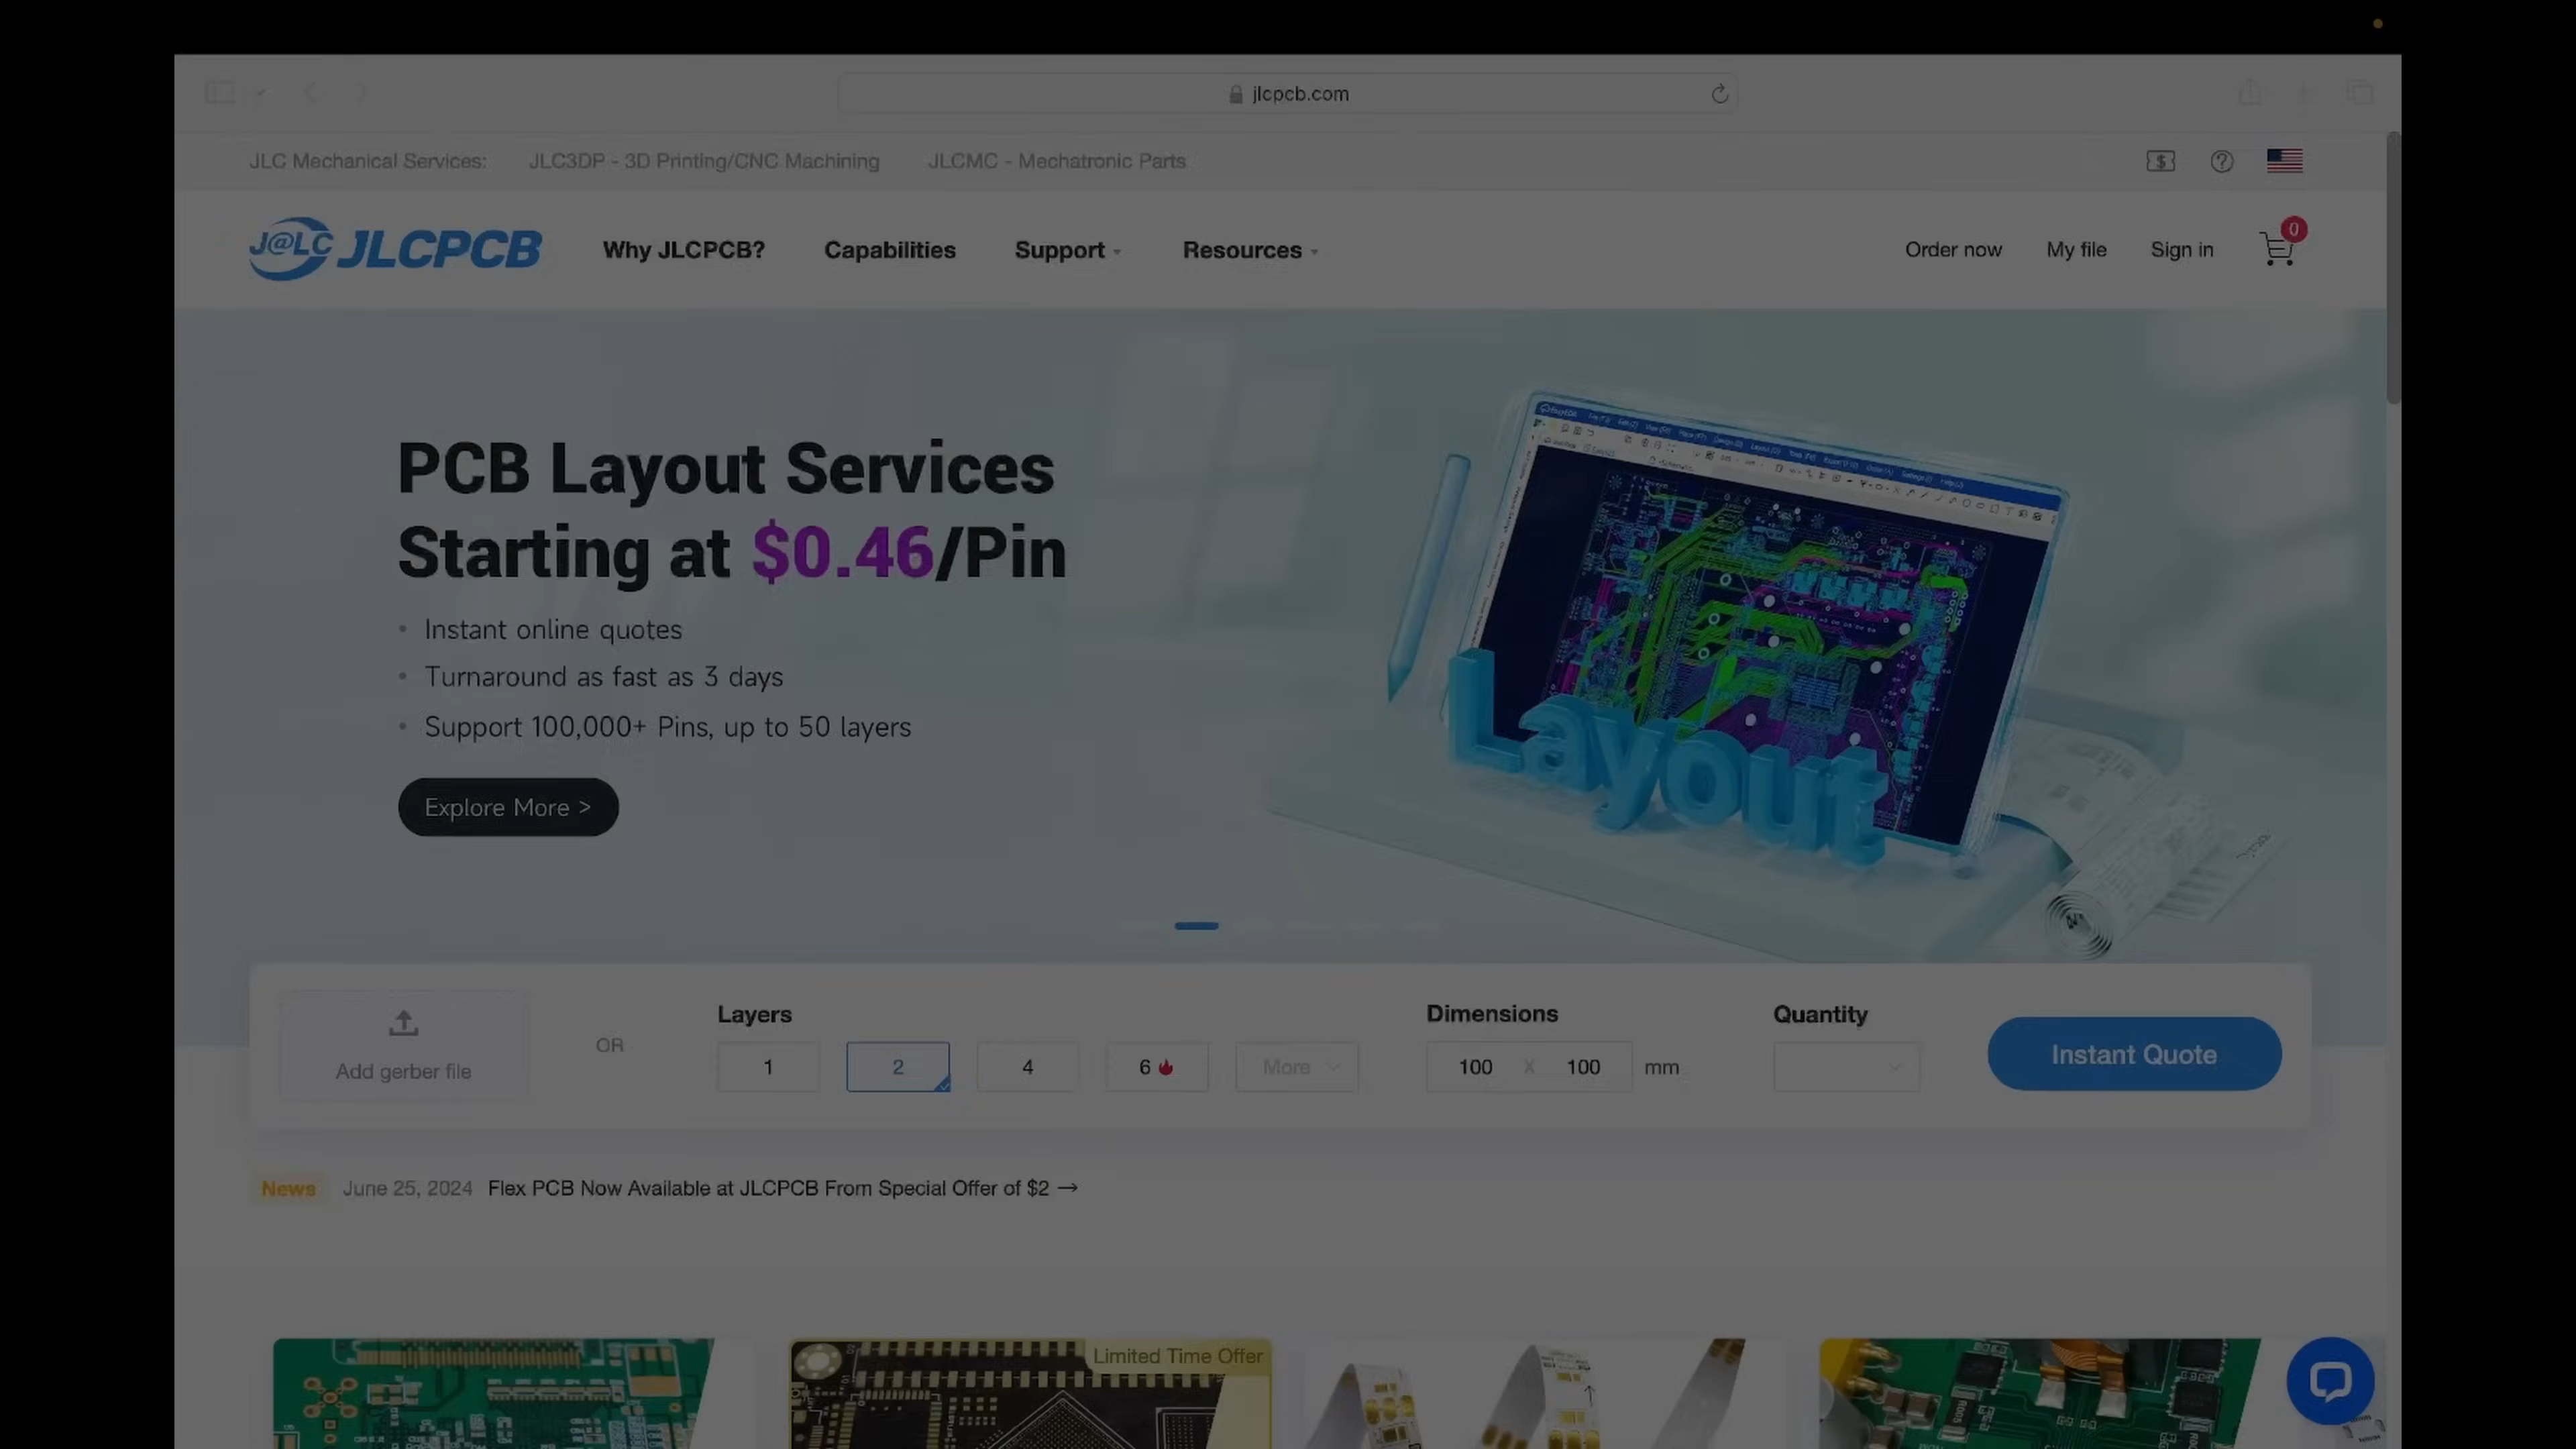 jlcpcb.com
JLC Mechanical Services: JLC3DP - 3D Printing/CNC Machining JLCMC - Mechatronic Parts
J@LC JLCPCB Why JLCPCB? Capabilities Support Resources Order now My file Sign in 0
PCB Layout Services
Starting at $0.46/Pin
• Instant online quotes
• Turnaround as fast as 3 days
• Support 100,000+ Pins, up to 50 layers
Explore More >
Layout
Add gerber file
OR
Layers
1 2 4 6 More
Dimensions
100 X 100 mm
Quantity
Instant Quote
News June 25, 2024 Flex PCB Now Available at JLCPCB From Special Offer of $2 →
Limited Time Offer